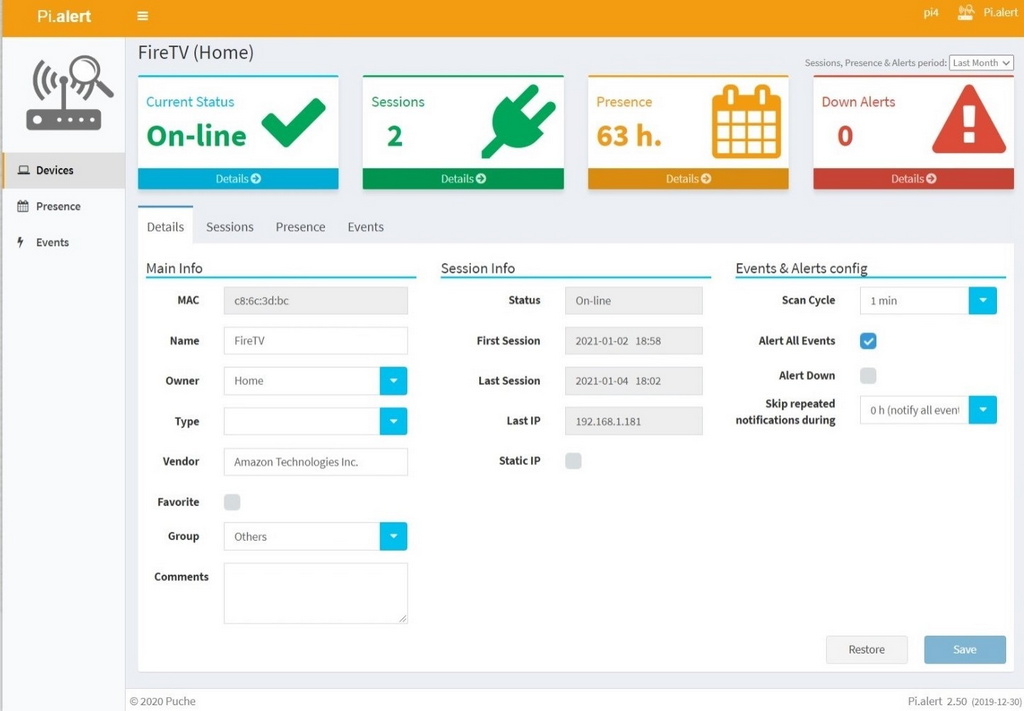 Pi.alert
pi4 Pi.alert
FireTV (Home)
Sessions, Presence & Alerts period: Last Month
Current Status
On-line
Details
Sessions
2
Details
Presence
63 h.
Details
Down Alerts
0
Details
Devices
Presence
Events
Details Sessions Presence Events
Main Info
MAC c8:6c:3d:bc
Name FireTV
Owner Home
Type
Vendor Amazon Technologies Inc.
Favorite
Group Others
Comments
Session Info
Status On-line
First Session 2021-01-02 18:58
Last Session 2021-01-04 18:02
Last IP 192.168.1.181
Static IP
Events & Alerts config
Scan Cycle 1 min
Alert All Events
Alert Down
Skip repeated
notifications during 0 h (notify all event
Restore Save
© 2020 Puche
Pi.alert 2.50 (2019-12-30)